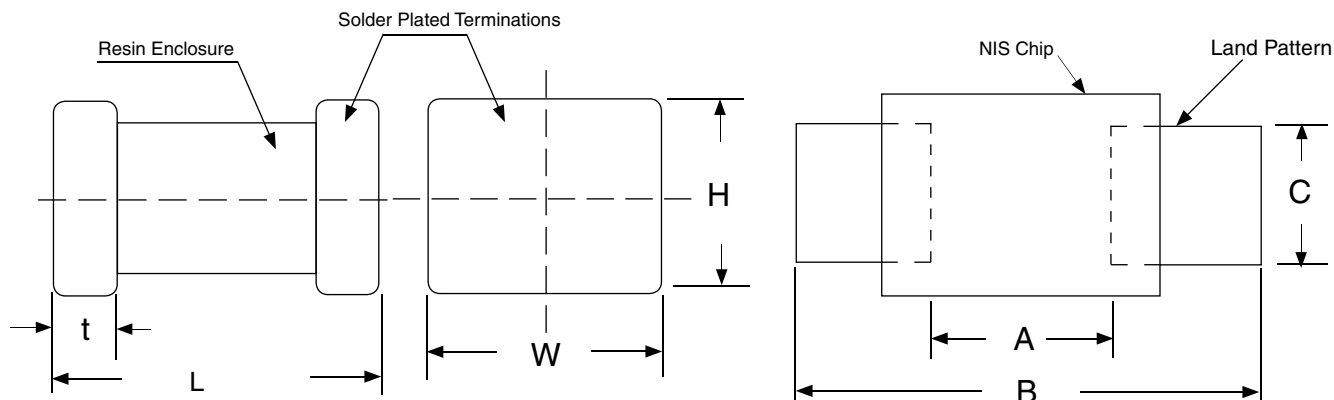 Solder Plated Terminations
Resin Enclosure
NIS Chip
Land Pattern
H
C
t
W
A
L
B